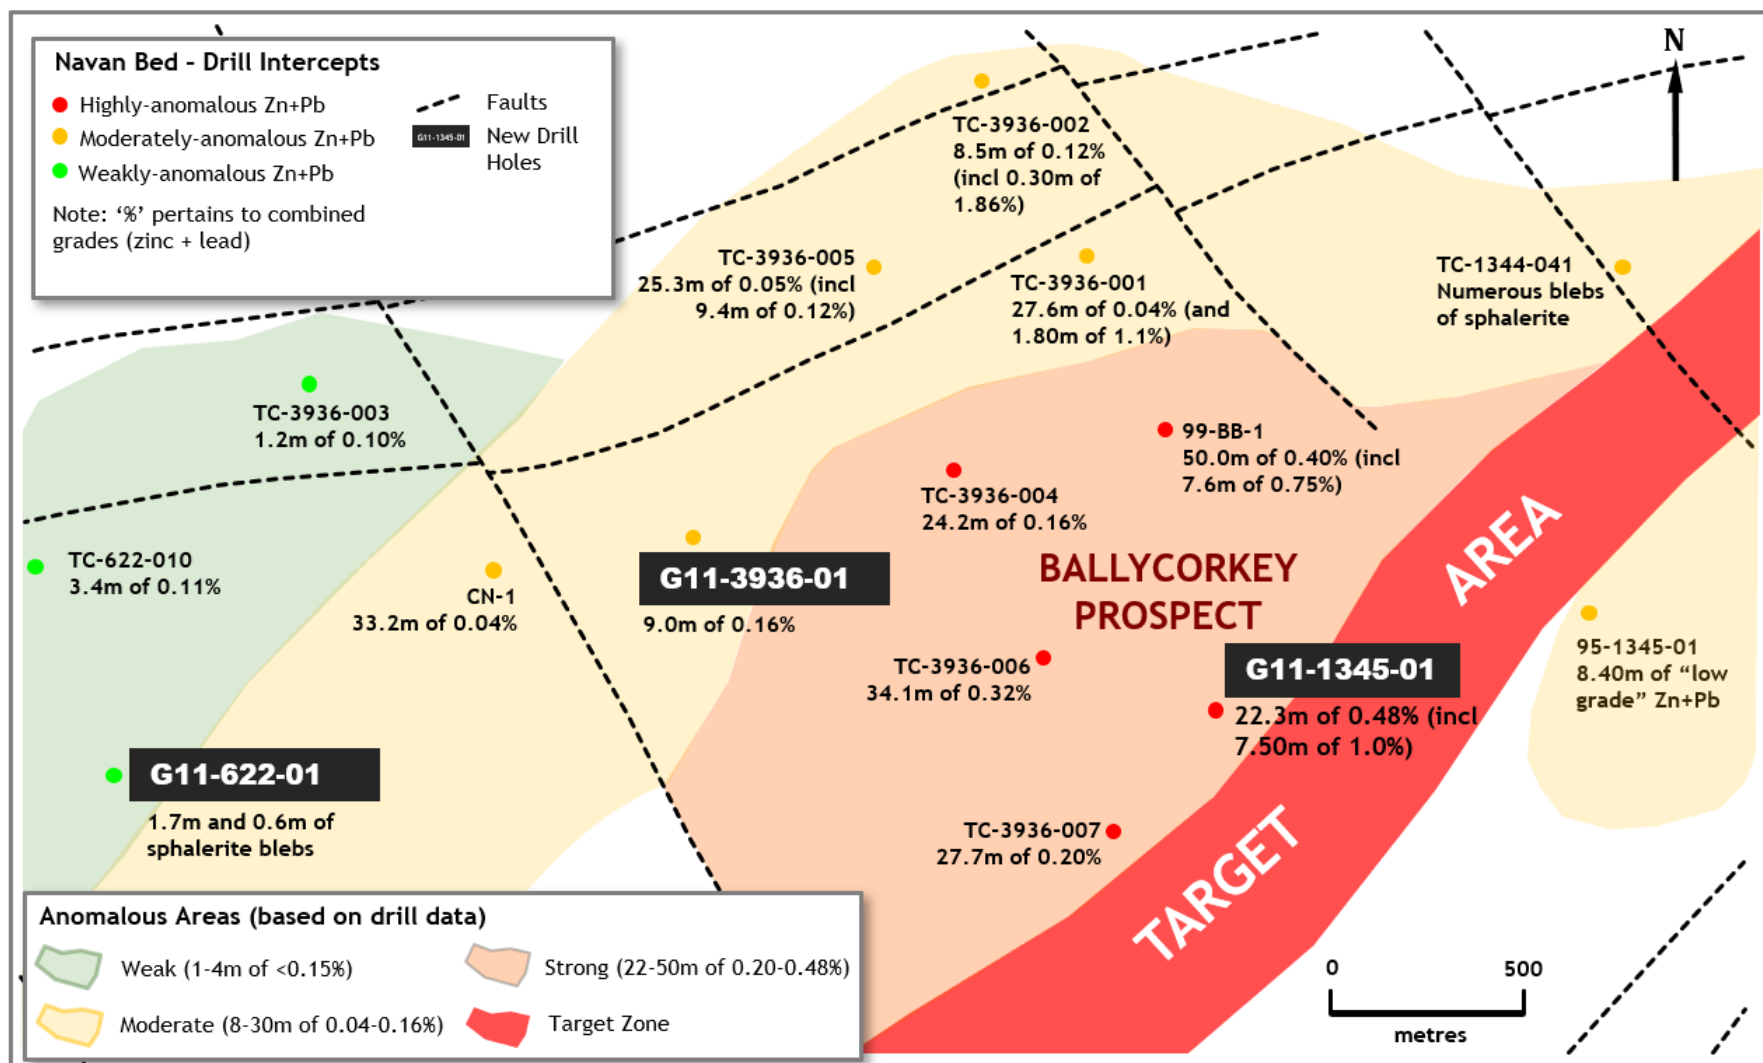 Navan Bed - Drill Intercepts
Highly-anomalous Zn+Pb
Moderately-anomalous Zn+Pb
Weakly-anomalous Zn+Pb
Note: ‘%’ pertains to combined
grades (zinc + lead)
Faults
G11-1345-01
New Drill
Holes
N
TC-3936-002
8.5m of 0.12%
(incl 0.30m of
1.86%)
TC-3936-005
25.3m of 0.05% (incl
9.4m of 0.12%)
TC-3936-001
27.6m of 0.04% (and
1.80m of 1.1%)
TC-1344-041
Numerous blebs
of sphalerite
TC-3936-003
1.2m of 0.10%
99-BB-1
50.0m of 0.40% (incl
7.6m of 0.75%)
TC-3936-004
24.2m of 0.16%
TC-622-010
3.4m of 0.11%
CN-1
33.2m of 0.04%
G11-3936-01
9.0m of 0.16%
BALLYCORKEY
PROSPECT
TC-3936-006
34.1m of 0.32%
G11-1345-01
22.3m of 0.48% (incl
7.50m of 1.0%)
95-1345-01
8.40m of “low
grade” Zn+Pb
G11-622-01
1.7m and 0.6m of
sphalerite blebs
TC-3936-007
27.7m of 0.20%
TARGET AREA
Anomalous Areas (based on drill data)
Weak (1-4m of <0.15%)
Moderate (8-30m of 0.04-0.16%)
Strong (22-50m of 0.20-0.48%)
Target Zone
0 500
metres